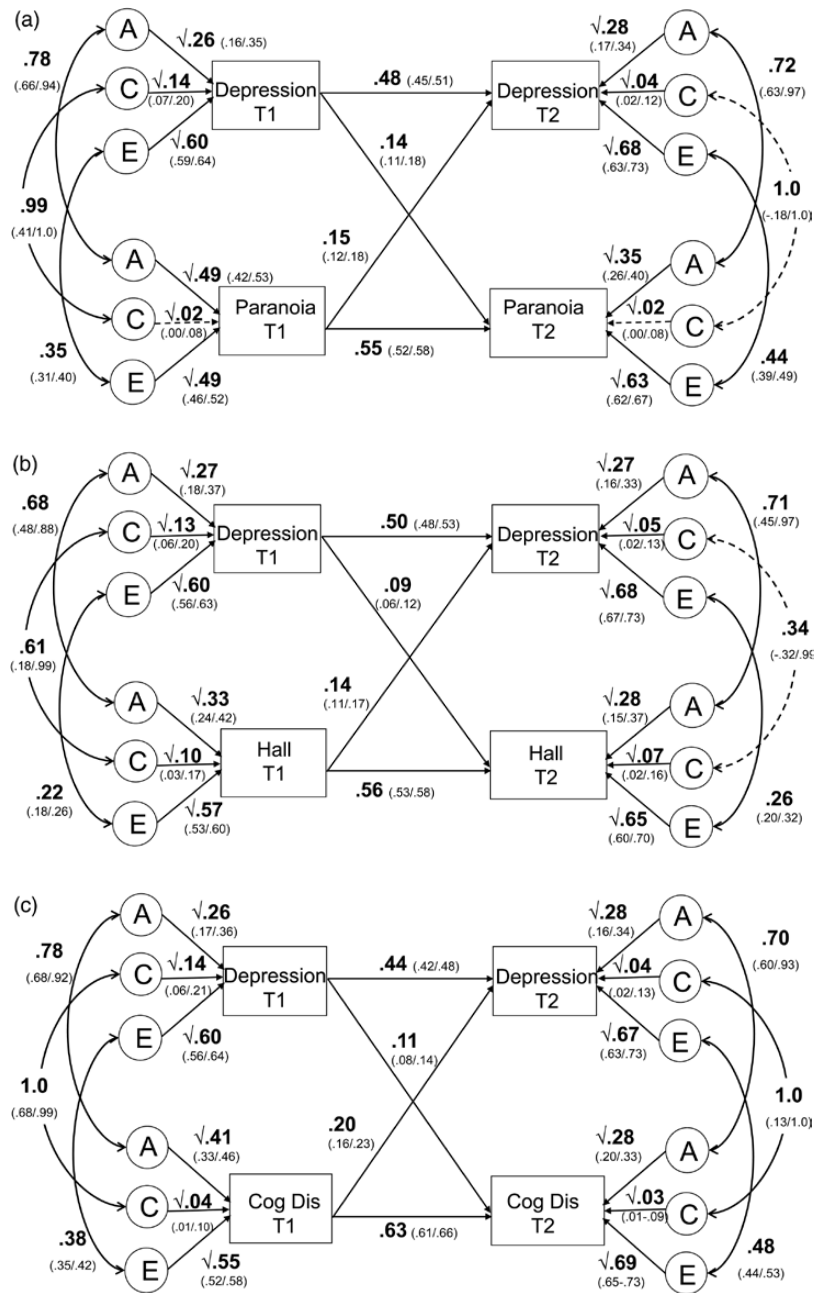 (a)
A √.26 (.16/.35) √.28 A
.78 (.17/.34) .72
(.66/.94) C √.14 Depression .48 (.45/.51) Depression √.04 C (.63/.97)
(.07/.20) T1 T2 (.02/.12)
E √.60 .14 √.68 E
(.59/.64) (.11/.18) (.63/.73) 1.0
.99 (-.18/1.0)
(.41/1.0)
A √.49 (.42/.53) .15 √.35 A
(.12/.18) (.26/.40)
C √.02 Paranoia Paranoia √.02 C
(.00/.08) T1 T2 (.00/.08)
.35 .55 (.52/.58) .44
(.31/.40) E √.49 √.63 E (.39/.49)
(.46/.52) (.62/.67)
(b)
A √.27 √.27 A
.68 (.18/.37) (.16/.33) .71
(.48/.88) C √.13 Depression .50 (.48/.53) Depression √.05 C (.45/.97)
(.06/.20) T1 T2 (.02/.13)
E √.60 .09 √.68 E
(.56/.63) (.06/.12) (.67/.73) .34
.61 (-.32/.99
(.18/.99)
A √.33 .14 √.28 A
(.24/.42) (.11/.17) (.15/.37)
C √.10 Hall Hall √.07 C
(.03/.17) T1 T2 (.02/.16)
.22 .56 (.53/.58) .26
(.18/.26) E √.57 √.65 E (.20/.32)
(.53/.60) (.60/.70)
(c)
A √.26 √.28 A
.78 (.17/.36) (.16/.34) .70
(.68/.92) C √.14 Depression .44 (.42/.48) Depression √.04 C (.60/.93)
(.06/.21) T1 T2 (.02/.13)
E √.60 .11 √.67 E
(.56/.64) (.08/.14) (.63/.73)
1.0 1.0
(.68/.99) (.13/1.0)
A √.41 .20 √.28 A
(.33/.46) (.16/.23) (.20/.33)
C √.04 Cog Dis Cog Dis √.03 C
(.01/.10) T1 T2 (.01-.09)
.38 .63 (.61/.66) .48
(.35/.42) E √.55 √.69 E (.44/.53)
(.52/.58) (.65-.73)